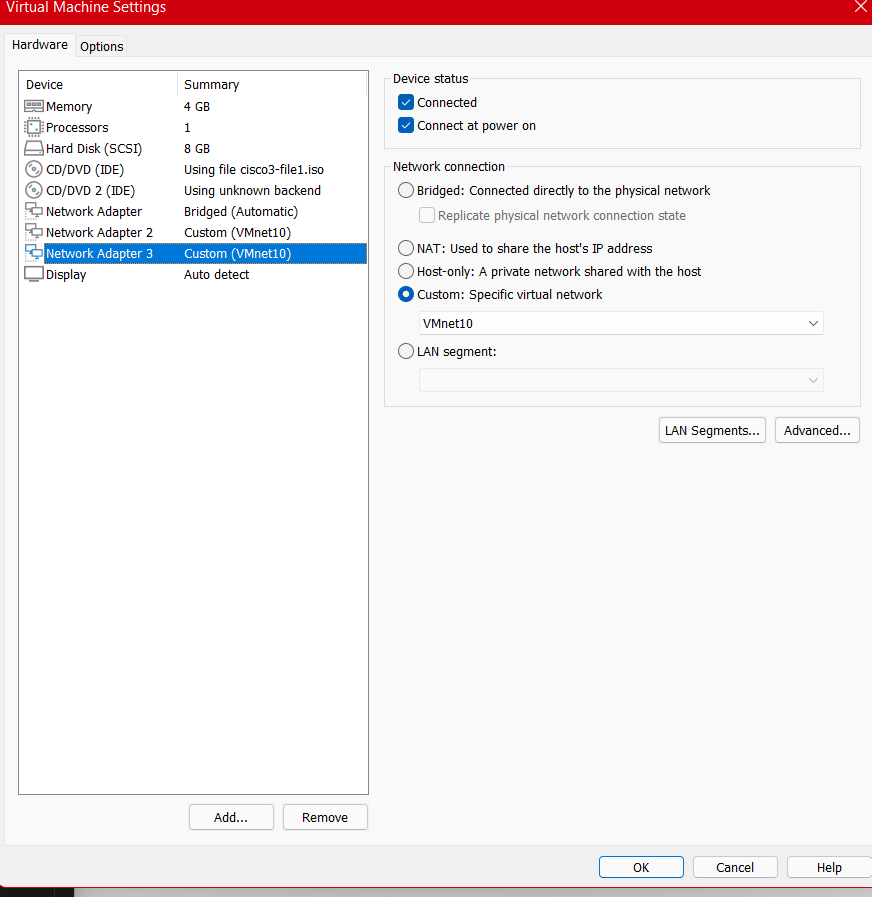 Virtual Machine Settings
Hardware Options
Device Summary
Memory 4 GB
Processors 1
Hard Disk (SCSI) 8 GB
CD/DVD (IDE) Using file cisco3-file1.iso
CD/DVD 2 (IDE) Using unknown backend
Network Adapter Bridged (Automatic)
Network Adapter 2 Custom (VMnet10)
Network Adapter 3 Custom (VMnet10)
Display Auto detect
Add... Remove
Device status
Connected
Connect at power on
Network connection
Bridged: Connected directly to the physical network
Replicate physical network connection state
NAT: Used to share the host's IP address
Host-only: A private network shared with the host
Custom: Specific virtual network
VMnet10
LAN segment:
LAN Segments... Advanced...
OK Cancel Help